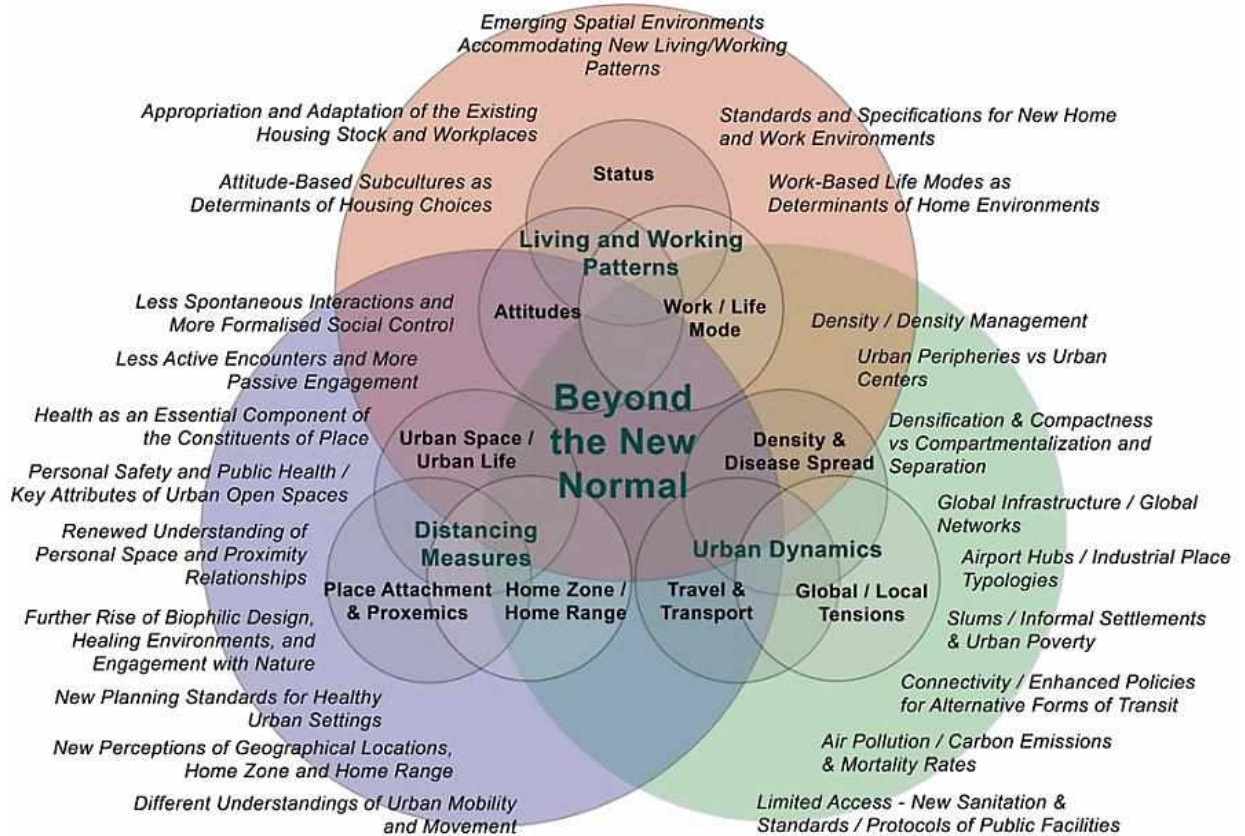 Emerging Spatial Environments
Accommodating New Living/Working
Patterns
Appropriation and Adaptation of the Existing
Housing Stock and Workplaces
Standards and Specifications for New Home
and Work Environments
Attitude-Based Subcultures as
Determinants of Housing Choices
Work-Based Life Modes as
Determinants of Home Environments
Status
Living and Working
Patterns
Attitudes
Work / Life
Mode
Less Spontaneous Interactions and
More Formalised Social Control
Less Active Encounters and More
Passive Engagement
Health as an Essential Component of
the Constituents of Place
Personal Safety and Public Health /
Key Attributes of Urban Open Spaces
Renewed Understanding of
Personal Space and Proximity
Relationships
Further Rise of Biophilic Design,
Healing Environments, and
Engagement with Nature
New Planning Standards for Healthy
Urban Settings
New Perceptions of Geographical Locations,
Home Zone and Home Range
Different Understandings of Urban Mobility
and Movement
Beyond
the New
Normal
Urban Space /
Urban Life
Distancing
Measures
Place Attachment
& Proxemics
Home Zone /
Home Range
Density &
Disease Spread
Urban Dynamics
Travel &
Transport
Global / Local
Tensions
Density / Density Management
Urban Peripheries vs Urban
Centers
Densification & Compactness
vs Compartmentalization and
Separation
Global Infrastructure / Global
Networks
Airport Hubs / Industrial Place
Typologies
Slums / Informal Settlements
& Urban Poverty
Connectivity / Enhanced Policies
for Alternative Forms of Transit
Air Pollution / Carbon Emissions
& Mortality Rates
Limited Access - New Sanitation &
Standards / Protocols of Public Facilities